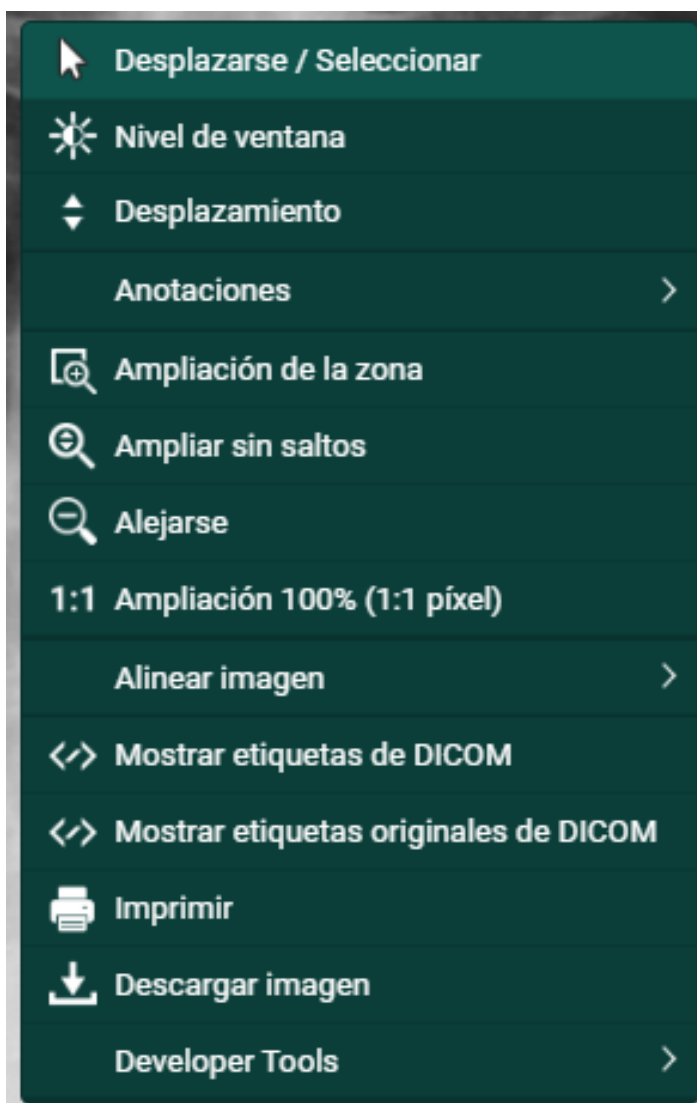 Desplazarse / Seleccionar
Nivel de ventana
Desplazamiento
Anotaciones
Ampliación de la zona
Ampliar sin saltos
Alejarse
1:1 Ampliación 100% (1:1 píxel)
Alinear imagen
Mostrar etiquetas de DICOM
Mostrar etiquetas originales de DICOM
Imprimir
Descargar imagen
Developer Tools